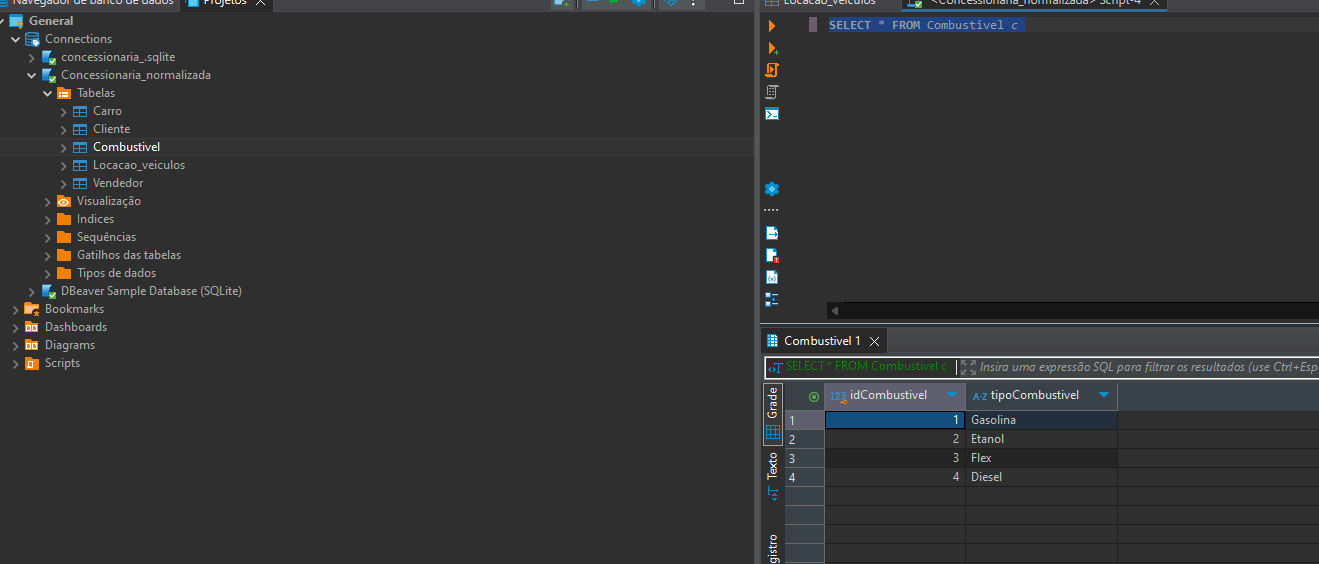 Navegador de banco de dados
Projetos
General
Connections
concessionaria_.sqlite
Concessionaria_normalizada
Tabelas
Carro
Cliente
Combustivel
Locacao_veiculos
Vendedor
Visualização
Indices
Sequências
Gatilhos das tabelas
Tipos de dados
DBeaver Sample Database (SQLite)
Bookmarks
Dashboards
Diagrams
Scripts
Locacao_veiculos
<Concessionaria_normalizada> Script-4
SELECT * FROM Combustivel c
Combustivel 1
SELECT * FROM Combustivel c
Insira uma expressão SQL para filtrar os resultados (use Ctrl+Esp
Grade
Texto
gistro
123 idCombustivel A-Z tipoCombustivel
1 1 Gasolina
2 2 Etanol
3 3 Flex
4 4 Diesel